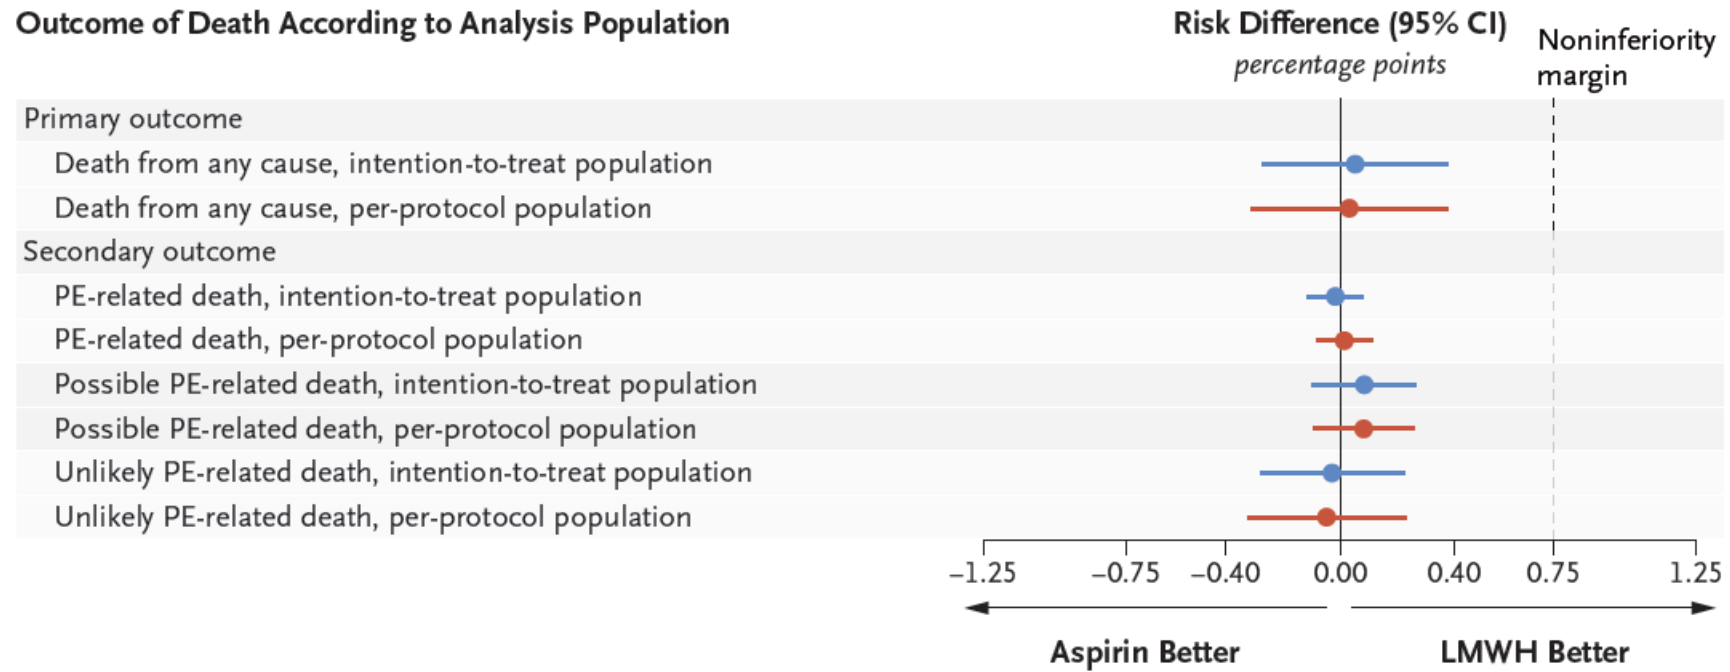 Outcome of Death According to Analysis Population
Risk Difference (95% CI)
percentage points
Noninferiority
margin
Primary outcome
Death from any cause, intention-to-treat population
Death from any cause, per-protocol population
Secondary outcome
PE-related death, intention-to-treat population
PE-related death, per-protocol population
Possible PE-related death, intention-to-treat population
Possible PE-related death, per-protocol population
Unlikely PE-related death, intention-to-treat population
Unlikely PE-related death, per-protocol population
−1.25 −0.75 −0.40 0.00 0.40 0.75 1.25
Aspirin Better LMWH Better